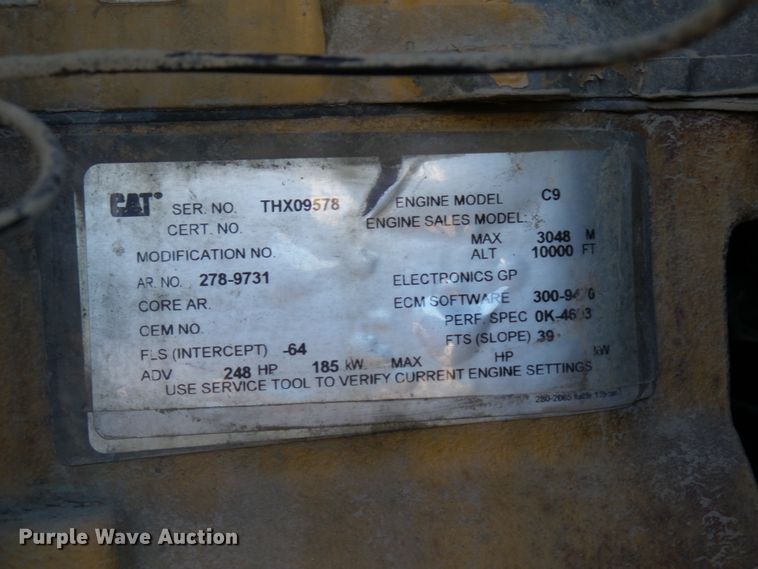 CAT SER. NO. THX09578 ENGINE MODEL C9
CERT. NO. ENGINE SALES MODEL:
MODIFICATION NO. MAX 3048 M
ALT 10000 FT
AR. NO. 278-9731 ELECTRONICS GP
CORE AR. ECM SOFTWARE
OEM NO. PERF. SPEC
FLS (INTERCEPT) -64 FTS (SLOPE) 39
ADV 248 HP 185 kW MAX HP kW
USE SERVICE TOOL TO VERIFY CURRENT ENGINE SETTINGS
280-2065
Purple Wave Auction